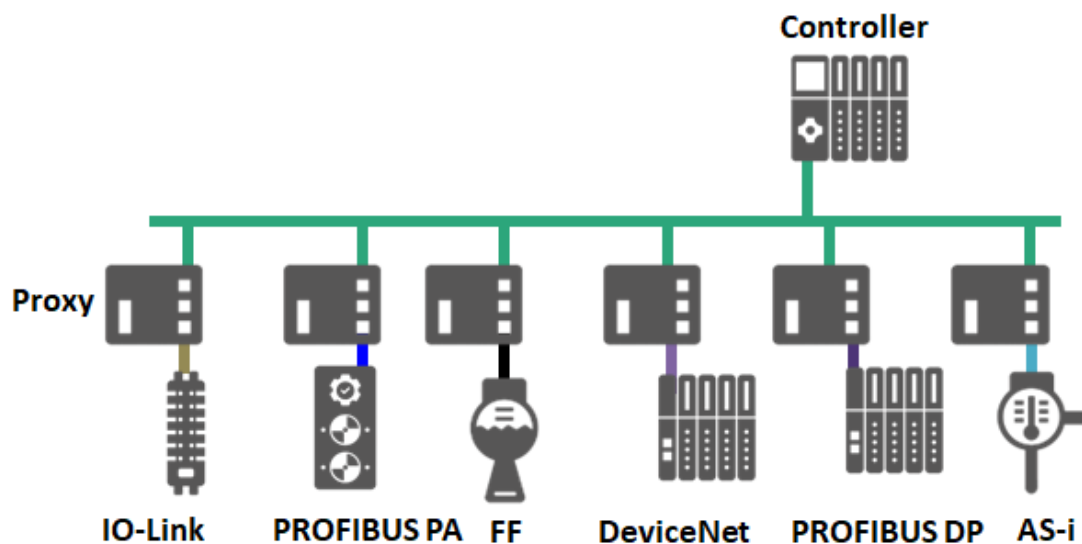 Controller
Proxy
IO-Link
PROFIBUS PA
FF
DeviceNet
PROFIBUS DP
AS-i